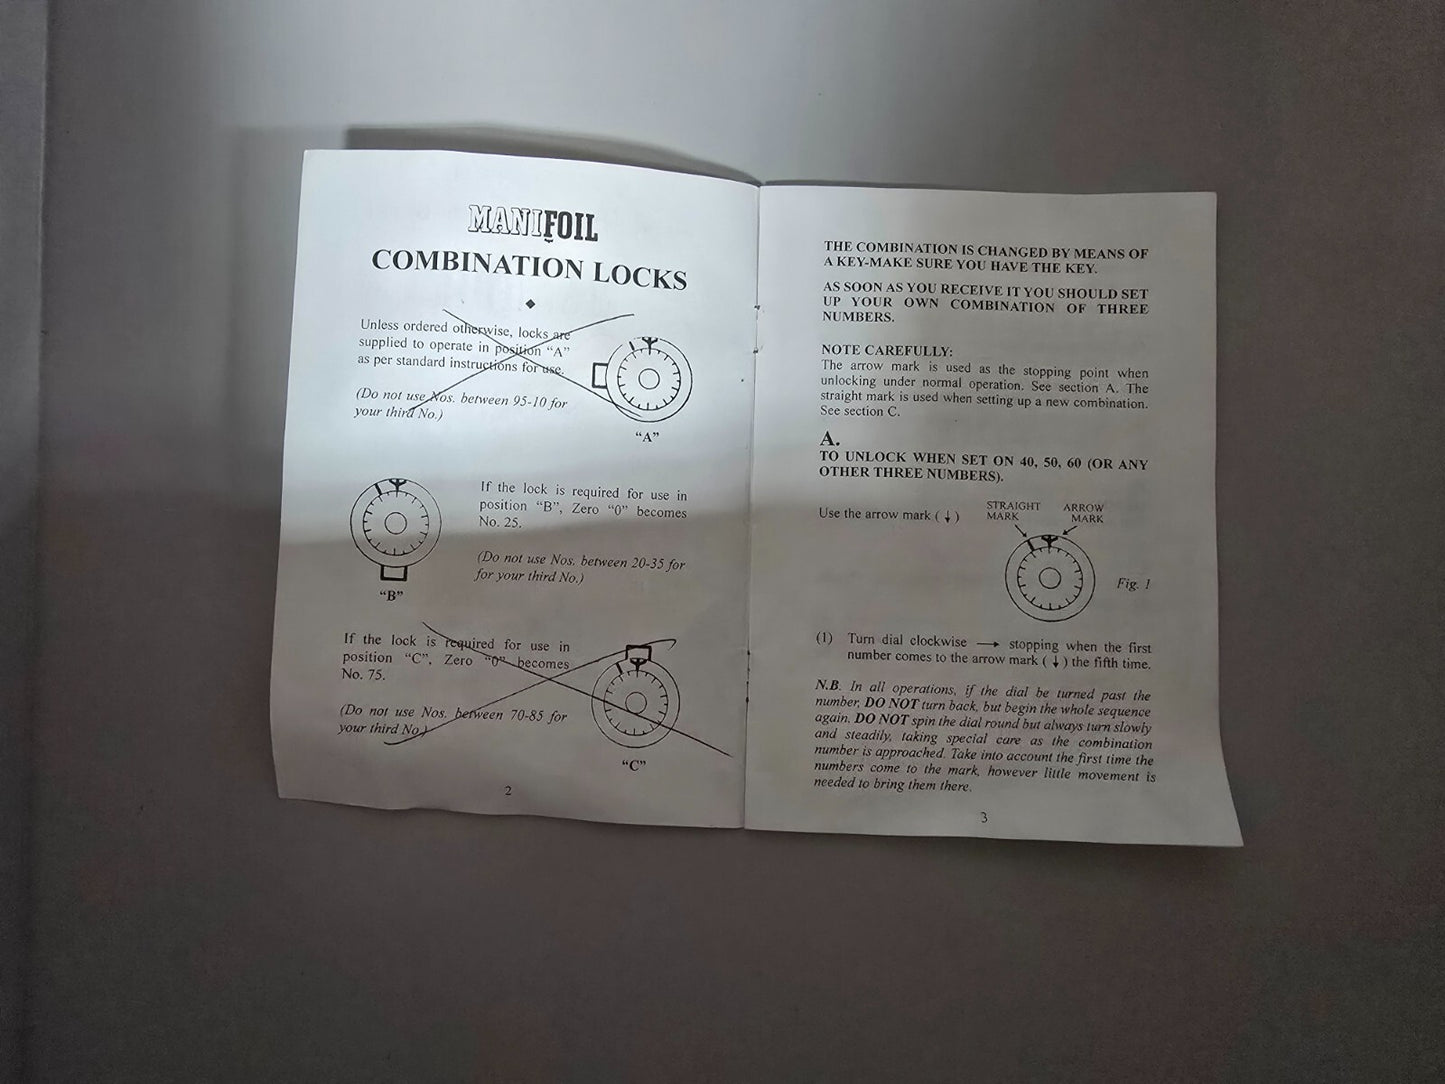 MANIFOIL
COMBINATION LOCKS
Unless ordered otherwise, locks are
supplied to operate in position “A”
as per standard instructions for use.
(Do not use Nos. between 95-10 for
your third No.)
“A”
If the lock is required for use in
position “B”, Zero “0” becomes
No. 25.
(Do not use Nos. between 20-35 for
for your third No.)
“B”
If the lock is required for use in
position “C”, Zero “0” becomes
No. 75.
(Do not use Nos. between 70-85 for
your third No.)
“C”
2
THE COMBINATION IS CHANGED BY MEANS OF
A KEY-MAKE SURE YOU HAVE THE KEY.
AS SOON AS YOU RECEIVE IT YOU SHOULD SET
UP YOUR OWN COMBINATION OF THREE
NUMBERS.
NOTE CAREFULLY:
The arrow mark is used as the stopping point when
unlocking under normal operation. See section A. The
straight mark is used when setting up a new combination.
See section C.
A.
TO UNLOCK WHEN SET ON 40, 50, 60 (OR ANY
OTHER THREE NUMBERS).
Use the arrow mark (↓)
STRAIGHT
MARK
ARROW
MARK
Fig. 1
(1) Turn dial clockwise → stopping when the first
number comes to the arrow mark (↓) the fifth time.
N.B. In all operations, if the dial be turned past the
number, DO NOT turn back, but begin the whole sequence
again. DO NOT spin the dial round but always turn slowly
and steadily, taking special care as the combination
number is approached. Take into account the first time the
numbers come to the mark, however little movement is
needed to bring them there.
3